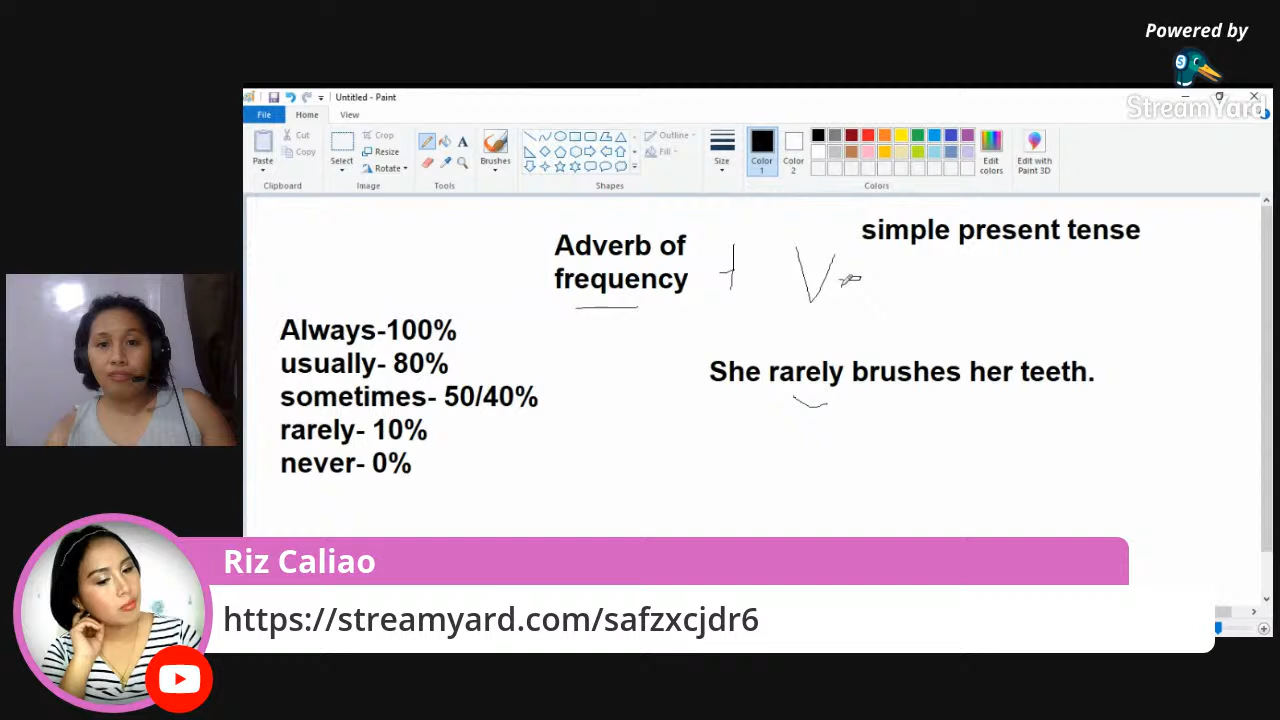 Powered by
StreamYard
Untitled - Paint
File
Home
View
Paste
Cut
Copy
Clipboard
Select
Crop
Resize
Rotate
Image
A
Tools
Brushes
Outline
Fill
Shapes
Size
Color 1
Color 2
Edit colors
Colors
Edit with Paint 3D
simple present tense
Adverb of
frequency
+ V
Always-100%
usually- 80%
sometimes- 50/40%
rarely- 10%
never- 0%
She rarely brushes her teeth.
Riz Caliao
https://streamyard.com/safzxcjdr6